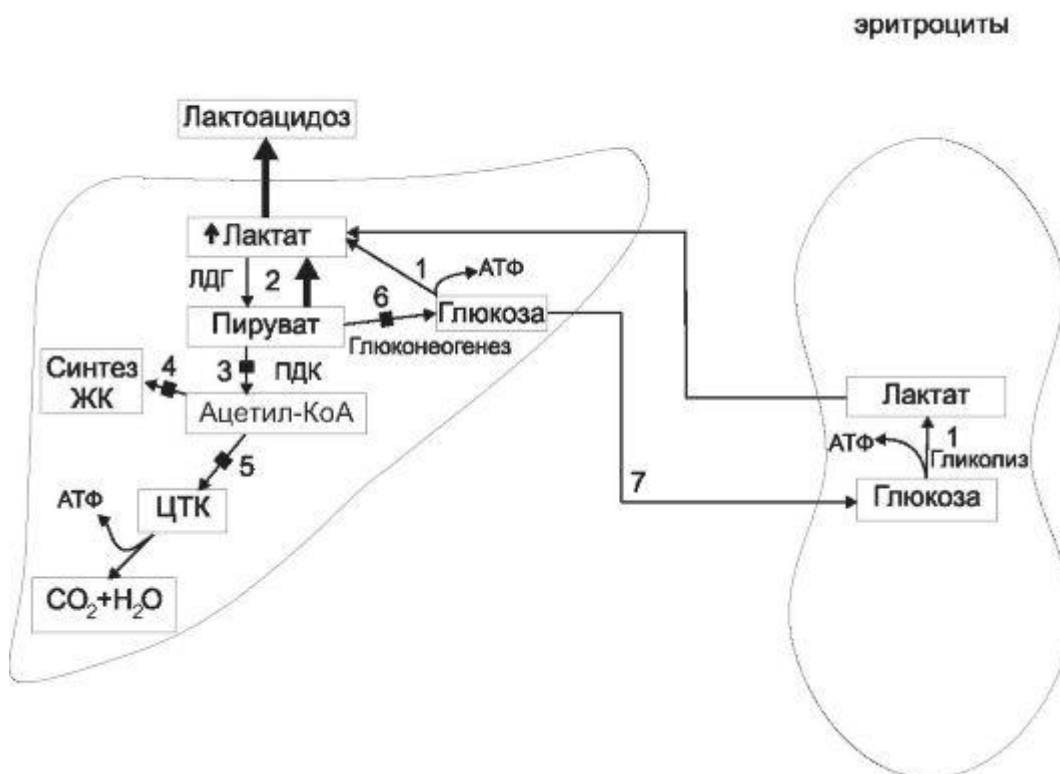 эритроциты
Лактоацидоз
Лактат
ЛДГ 2
1
АТФ
6
Пируват
Глюкоза
Глюконеогенез
Синтез
ЖК
4
3
ПДК
Ацетил-КоА
5
АТФ
ЦТК
CO₂+H₂O
7
Лактат
АТФ
1
Гликолиз
Глюкоза